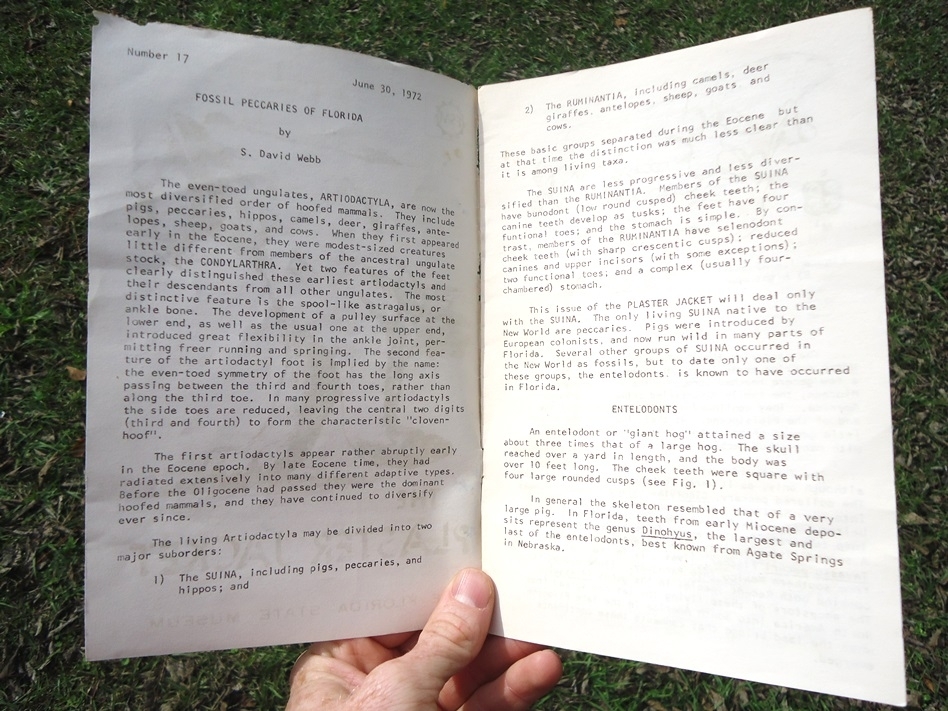 Number 17
June 30, 1972
FOSSIL PECCARIES OF FLORIDA
by
S. David Webb
The even-toed ungulates, ARTIODACTYLA, are now the
most diversified order of hoofed mammals. They include
pigs, peccaries, hippos, camels, deer, giraffes, ante-
lopes, sheep, goats, and cows. When they first appeared
early in the Eocene, they were modest-sized creatures
little different from members of the ancestral ungulate
stock, the CONDYLARTHRA. Yet two features of the feet
clearly distinguished these earliest artiodactyls and
their descendants from all other ungulates. The most
distinctive feature is the spool-like astragalus, or
ankle bone. The development of a pulley surface at the
lower end, as well as the usual one at the upper end,
introduced great flexibility in the ankle joint, per-
mitting freer running and springing. The second fea-
ture of the artiodactyl foot is implied by the name:
the even-toed symmetry of the foot has the long axis
passing between the third and fourth toes, rather than
along the third toe. In many progressive artiodactyls
the side toes are reduced, leaving the central two digits
(third and fourth) to form the characteristic "cloven-
hoof".
The first artiodactyls appear rather abruptly early
in the Eocene epoch. By late Eocene time, they had
radiated extensively into many different adaptive types.
Before the Oligocene had passed they were the dominant
hoofed mammals, and they have continued to diversify
ever since.
The living Artiodactyla may be divided into two
major suborders:
1) The SUINA, including pigs, peccaries, and
hippos; and
2) The RUMINANTIA, including camels, deer
giraffes, antelopes, sheep, goats and
cows.
These basic groups separated during the Eocene but
at that time the distinction was much less clear than
it is among living taxa.
The SUINA are less progressive and less diver-
sified than the RUMINANTIA. Members of the SUINA
have bunodont (low round cusped) cheek teeth; the
canine teeth develop as tusks; the feet have four
funtional toes; and the stomach is simple. By con-
trast, members of the RUMINANTIA have selenodont
cheek teeth (with sharp crescentic cusps); reduced
canines and upper incisors (with some exceptions);
two functional toes; and a complex (usually four-
chambered) stomach.
This issue of the PLASTER JACKET will deal only
with the SUINA. The only living SUINA native to the
New World are peccaries. Pigs were introduced by
European colonists, and now run wild in many parts of
Florida. Several other groups of SUINA occurred in
the New World as fossils, but to date only one of
these groups, the entelodonts, is known to have occurred
in Florida.
ENTELODONTS
An entelodont or "giant hog" attained a size
about three times that of a large hog. The skull
reached over a yard in length, and the body was
over 10 feet long. The cheek teeth were square with
four large rounded cusps (see Fig. 1).
In general the skeleton resembled that of a very
large pig. In Florida, teeth from early Miocene depo-
sits represent the genus Dinohyus, the largest and
last of the entelodonts, best known from Agate Springs
in Nebraska.
PLASTER JACKET
FLORIDA STATE MUSEUM